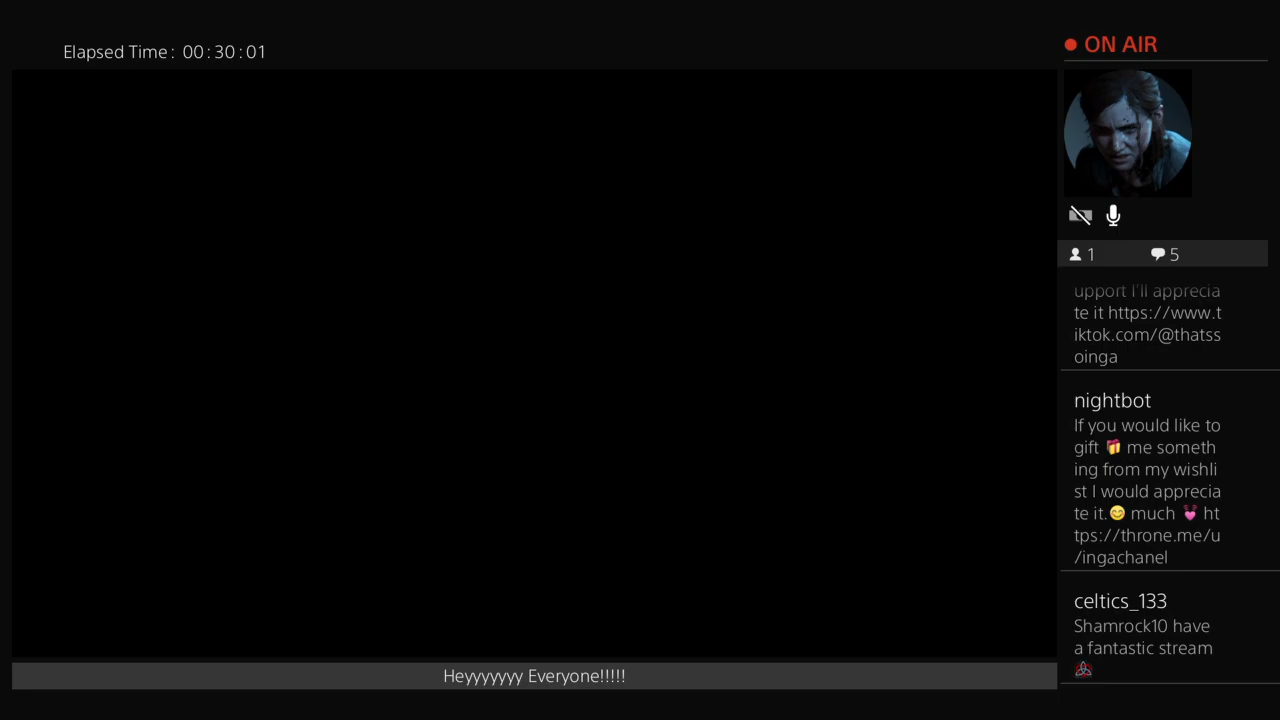 Elapsed Time: 00:30:01
ON AIR
1
5
upport I'll apprecia
te it https://www.t
iktok.com/@thatss
oinga
nightbot
If you would like to
gift 🎁 me someth
ing from my wishli
st I would apprecia
te it.😊 much 💓 ht
tps://throne.me/u
/ingachanel
celtics_133
Shamrock10 have
a fantastic stream
Heyyyyyyy Everyone!!!!!